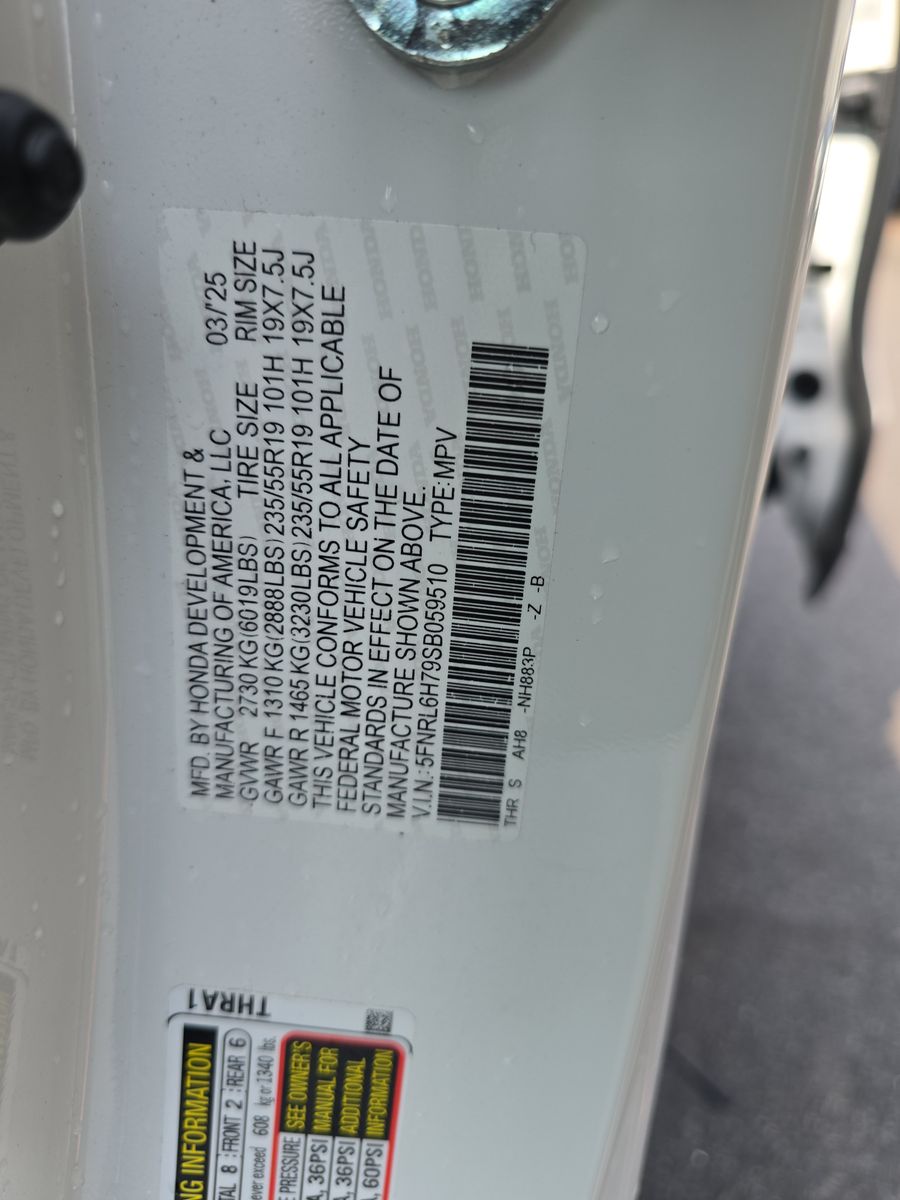 MFD. BY HONDA DEVELOPMENT &
MANUFACTURING OF AMERICA, LLC 03/'25
GVWR 2730 KG(6019LBS) TIRE SIZE RIM SIZE
GAWR F 1310 KG(2888LBS)235/55R19 101H 19X7.5J
GAWR R 1465 KG(3230LBS)235/55R19 101H 19X7.5J
THIS VEHICLE CONFORMS TO ALL APPLICABLE
FEDERAL MOTOR VEHICLE SAFETY
STANDARDS IN EFFECT ON THE DATE OF
MANUFACTURE SHOWN ABOVE.
V.I.N.:5FNRL6H79SB059510 TYPE:MPV
THR S AH8 -NH883P -Z -B
THRA1
NG INFORMATION
TAL 8 :FRONT 2 :REAR 6
ever exceed 608 kg or 1340 lbs.
E PRESSURE SEE OWNER'S
A, 36PSI MANUAL FOR
A, 36PSI ADDITIONAL
A, 60PSI INFORMATION